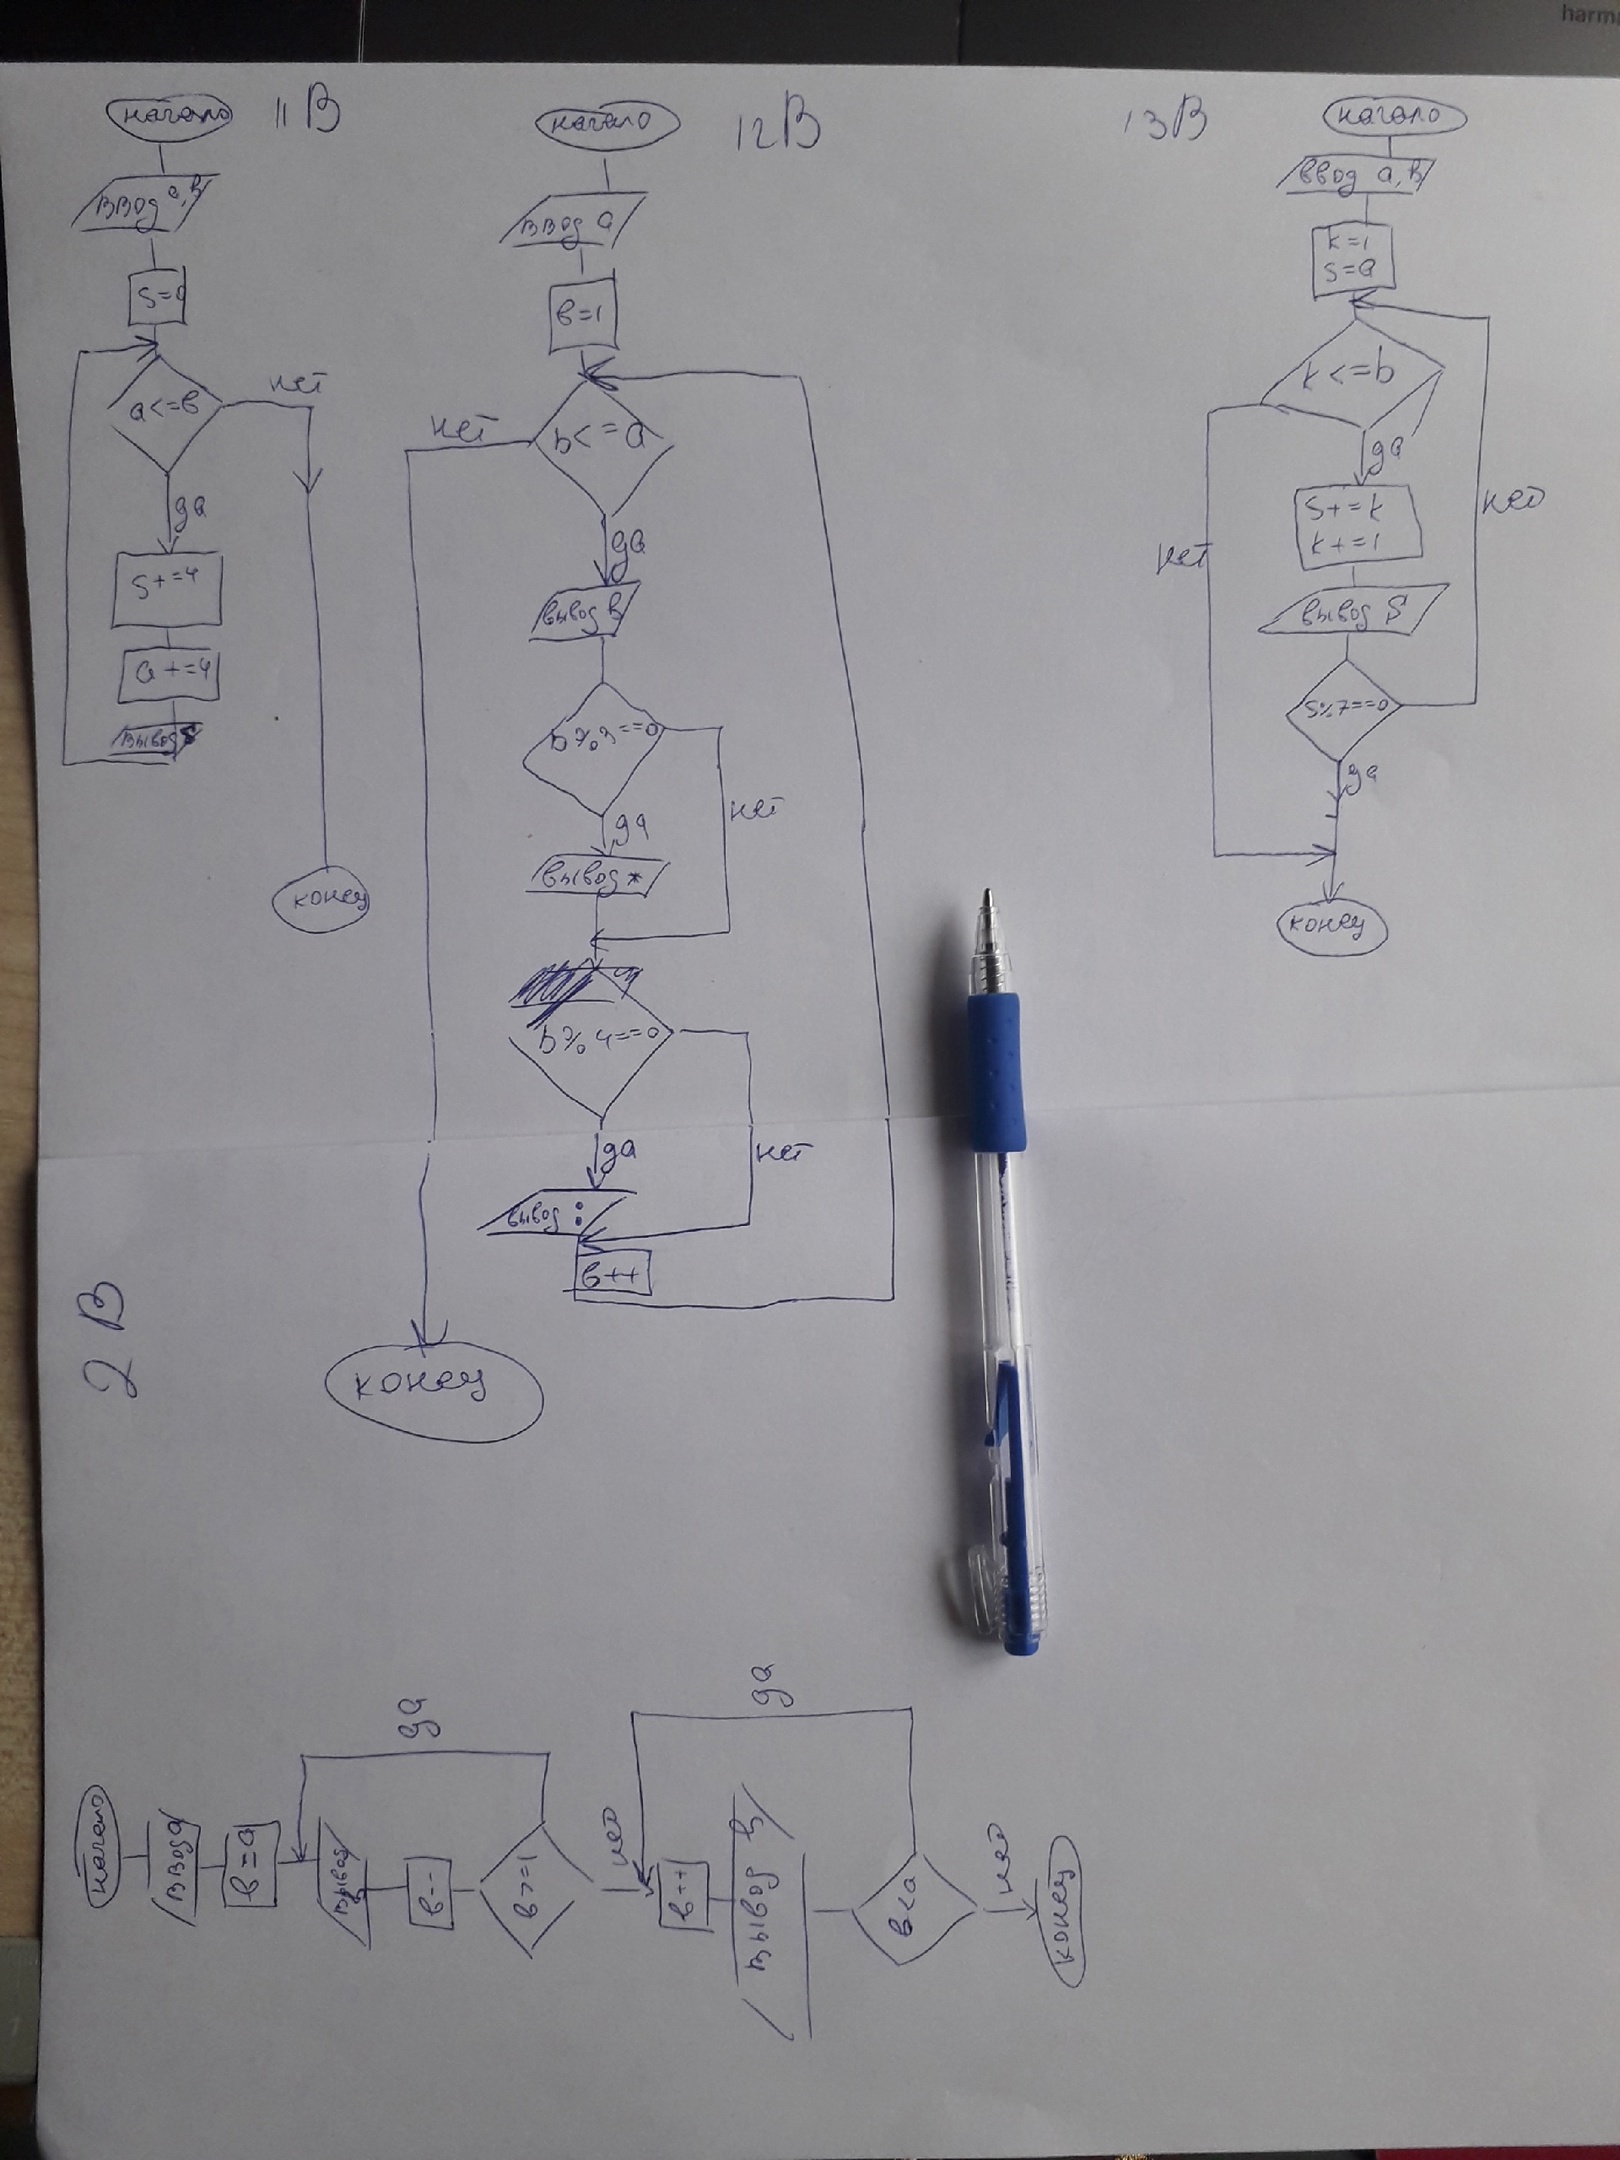 harm
начало
11В
ввод а, в
S=0
a<=в
нет
да
S+=4
a+=4
вывод S
конец
начало
12В
ввод а
в=1
b<=a
нет
да
вывод в
b%3==0
нет
да
вывод *
b%4==0
нет
да
вывод :
в++
конец
13В
начало
ввод а, в
k=1
S=a
k<=b
да
нет
S+=k
k+=1
вывод S
S%7==0
нет
да
конец
2В
начало
ввод а
в=а
вывод
в--
в>=1
да
нет
в++
вывод в
в<а
да
нет
конец